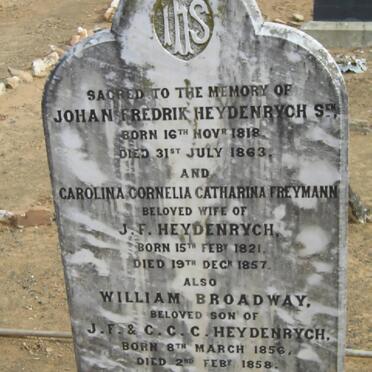 IHS
SACRED TO THE MEMORY OF
JOHAN FREDRIK HEYDENRYCH SEN,
BORN 16TH NOVR 1818.
DIED 31ST JULY 1863.
AND
CAROLINA CORNELIA CATHARINA FREYMANN
BELOVED WIFE OF
J. F. HEYDENRYCH,
BORN 15TH FEBY 1821.
DIED 19TH DECR 1857.
ALSO
WILLIAM BROADWAY,
BELOVED SON OF
J. F. & C. C. C. HEYDENRYCH,
BORN 8TH MARCH 1856,
DIED 2ND FEBY 1858.